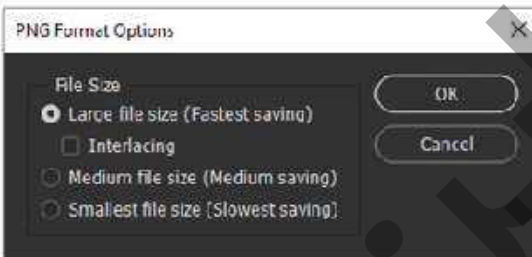 PNG Format Options
File Size
Large file size (Fastest saving)
Interlacing
Medium file size (Medium saving)
Smallest file size (Slowest saving)
OK
Cancel